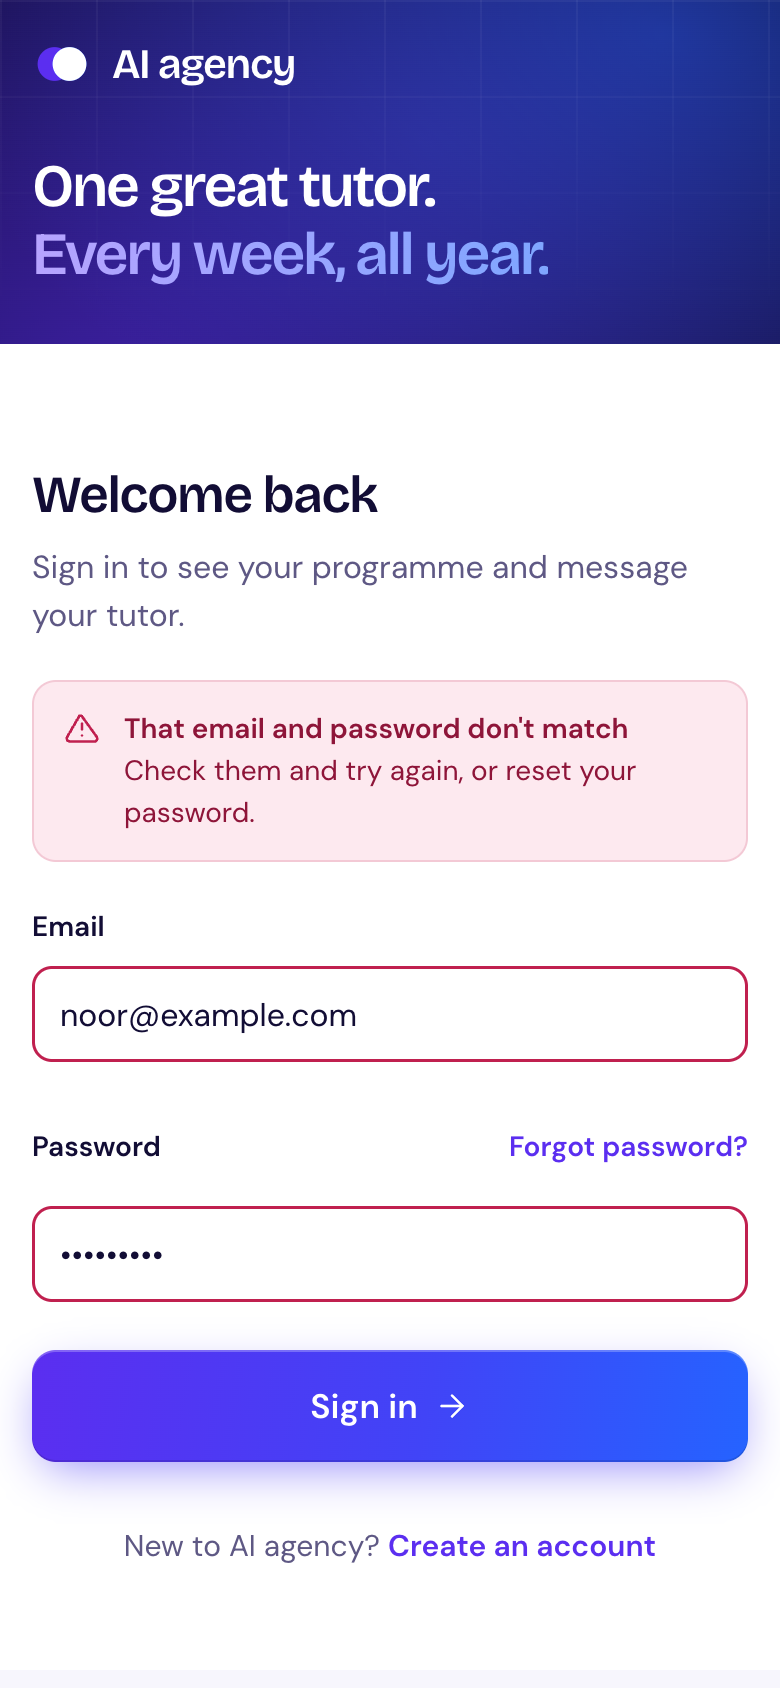 AI agency
One great tutor.
Every week, all year.
Welcome back
Sign in to see your programme and message
your tutor.
That email and password don't match
Check them and try again, or reset your
password.
Email
noor@example.com
Password
Forgot password?
•••••••••
Sign in →
New to AI agency? Create an account